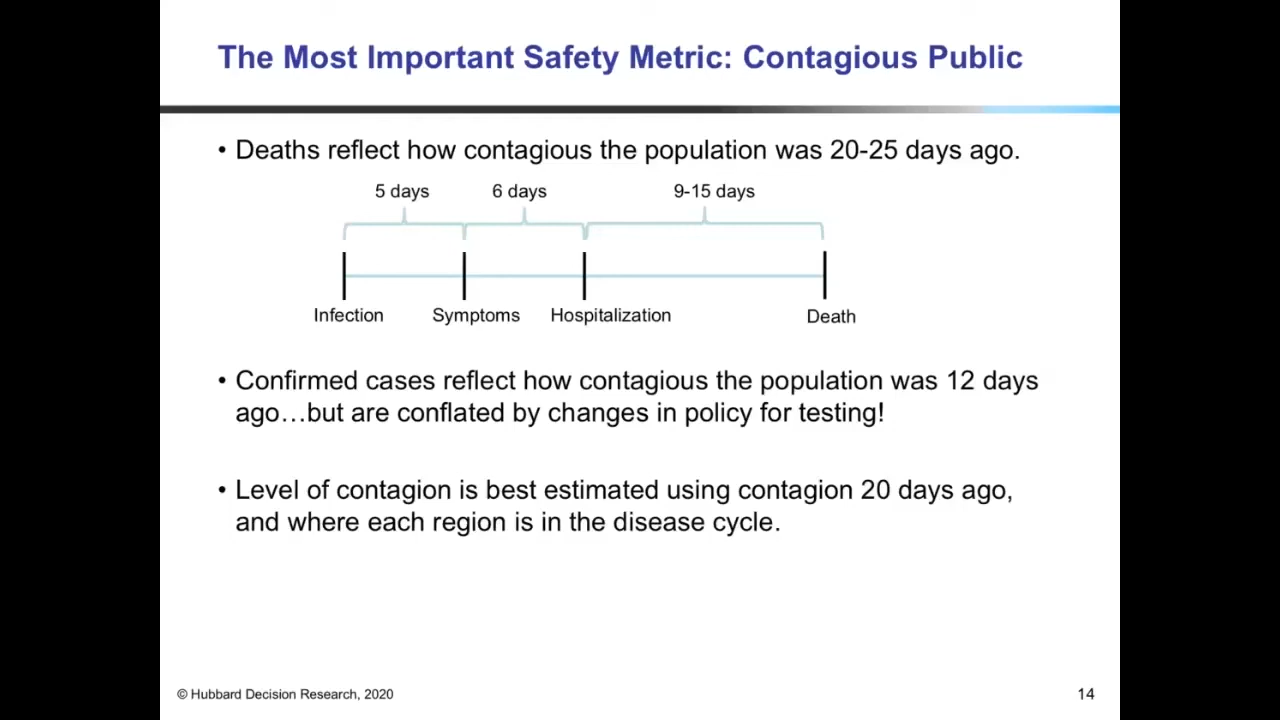 The Most Important Safety Metric: Contagious Public
• Deaths reflect how contagious the population was 20-25 days ago.
5 days
6 days
9-15 days
Infection
Symptoms
Hospitalization
Death
• Confirmed cases reflect how contagious the population was 12 days
ago…but are conflated by changes in policy for testing!
• Level of contagion is best estimated using contagion 20 days ago,
and where each region is in the disease cycle.
© Hubbard Decision Research, 2020
14